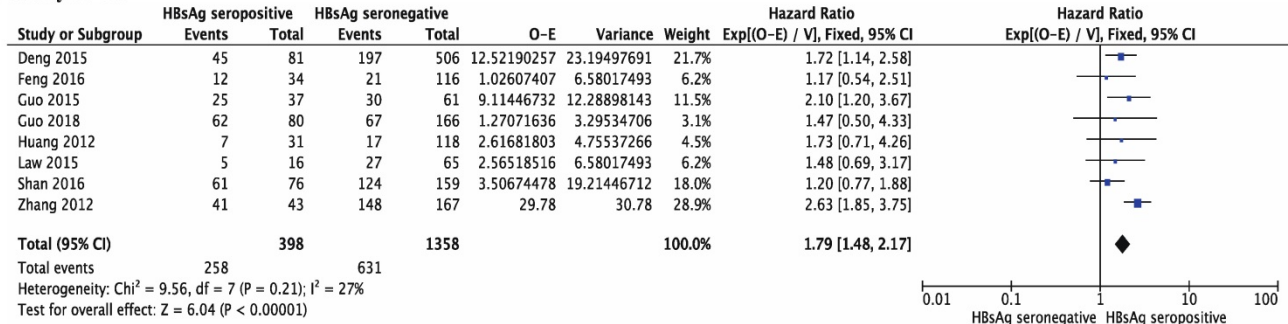 HBsAg seropositive HBsAg seronegative Hazard Ratio Hazard Ratio
Study or Subgroup Events Total Events Total O-E Variance Weight Exp[(O-E) / V], Fixed, 95% CI Exp[(O-E) / V], Fixed, 95% CI
Deng 2015 45 81 197 506 12.52190257 23.19497691 21.7% 1.72 [1.14, 2.58]
Feng 2016 12 34 21 116 1.02607407 6.58017493 6.2% 1.17 [0.54, 2.51]
Guo 2015 25 37 30 61 9.11446732 12.28898143 11.5% 2.10 [1.20, 3.67]
Guo 2018 62 80 67 166 1.27071636 3.29534706 3.1% 1.47 [0.50, 4.33]
Huang 2012 7 31 17 118 2.61681803 4.75537266 4.5% 1.73 [0.71, 4.26]
Law 2015 5 16 27 65 2.56518516 6.58017493 6.2% 1.48 [0.69, 3.17]
Shan 2016 61 76 124 159 3.50674478 19.21446712 18.0% 1.20 [0.77, 1.88]
Zhang 2012 41 43 148 167 29.78 30.78 28.9% 2.63 [1.85, 3.75]
Total (95% CI) 398 1358 100.0% 1.79 [1.48, 2.17]
Total events 258 631
Heterogeneity: Chi² = 9.56, df = 7 (P = 0.21); I² = 27%
Test for overall effect: Z = 6.04 (P < 0.00001)
0.01 0.1 1 10 100
HBsAg seronegative HBsAg seropositive